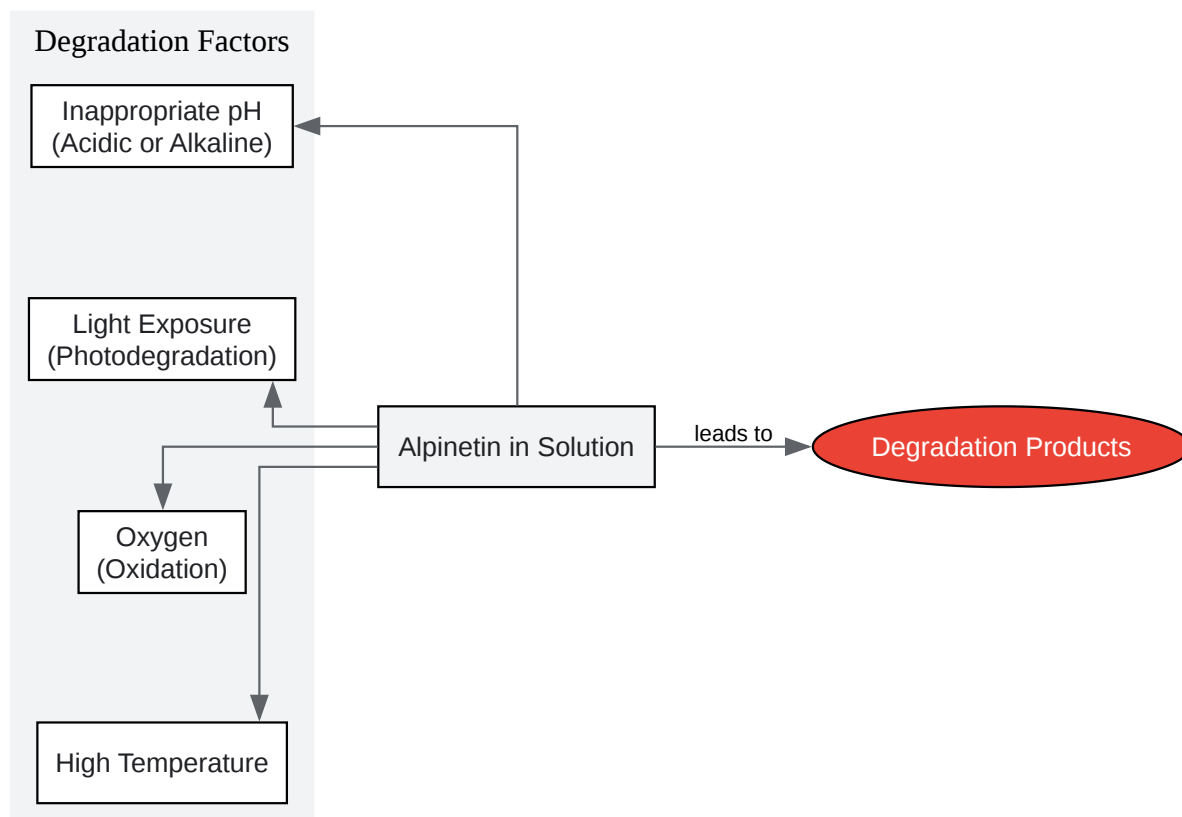 Degradation Factors
Inappropriate pH
(Acidic or Alkaline)
Light Exposure
(Photodegradation)
Alpinetin in Solution
leads to
Degradation Products
Oxygen
(Oxidation)
High Temperature